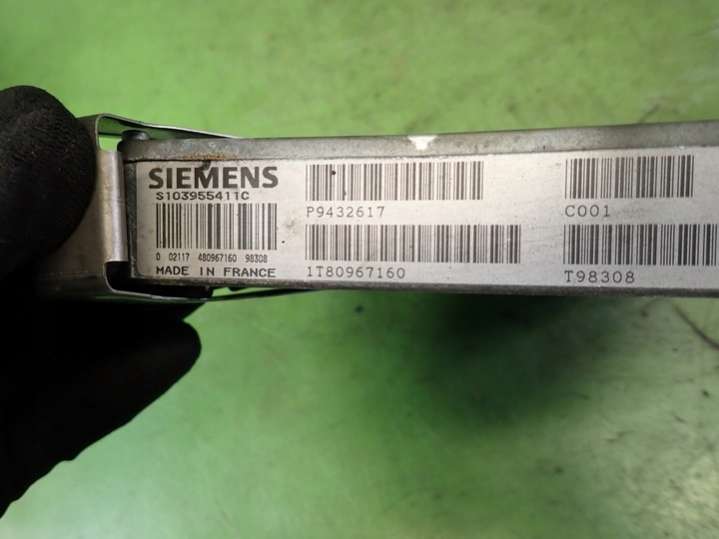 SIEMENS
S103955411C
0 02117 480967160 98308
MADE IN FRANCE
P9432617
1T80967160
C001
T98308